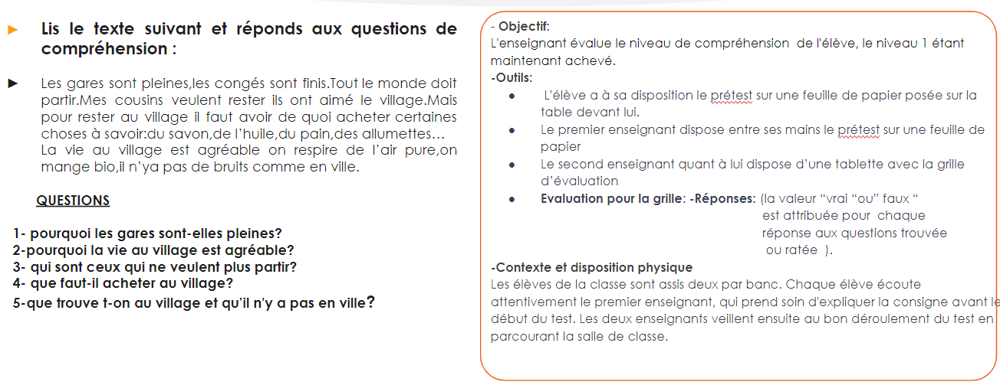 ► Lis le texte suivant et réponds aux questions de
compréhension :
► Les gares sont pleines,les congés sont finis.Tout le monde doit
partir.Mes cousins veulent rester ils ont aimé le village.Mais
pour rester au village il faut avoir de quoi acheter certaines
choses à savoir:du savon,de l'huile,du pain,des allumettes…
La vie au village est agréable on respire de l'air pure,on
mange bio,il n'ya pas de bruits comme en ville.
QUESTIONS
1- pourquoi les gares sont-elles pleines?
2-pourquoi la vie au village est agréable?
3- qui sont ceux qui ne veulent plus partir?
4- que faut-il acheter au village?
5-que trouve t-on au village et qu'il n'y a pas en ville?
- Objectif:
L'enseignant évalue le niveau de compréhension de l'élève, le niveau 1 étant
maintenant achevé.
-Outils:
● L'élève a à sa disposition le prétest sur une feuille de papier posée sur la
table devant lui.
● Le premier enseignant dispose entre ses mains le prétest sur une feuille de
papier
● Le second enseignant quant à lui dispose d'une tablette avec la grille
d'évaluation
● Evaluation pour la grille: -Réponses: (la valeur “vrai “ou” faux “
est attribuée pour chaque
réponse aux questions trouvée
ou ratée ).
-Contexte et disposition physique
Les élèves de la classe sont assis deux par banc. Chaque élève écoute
attentivement le premier enseignant, qui prend soin d'expliquer la consigne avant le
début du test. Les deux enseignants veillent ensuite au bon déroulement du test en
parcourant la salle de classe.